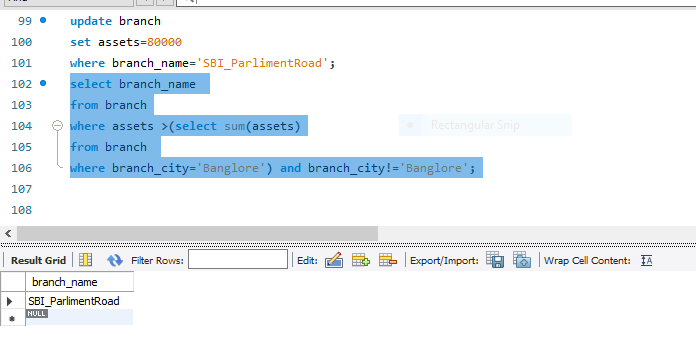 99 update branch
100 set assets=80000
101 where branch_name='SBI_ParlimentRoad';
102 select branch_name
103 from branch
104 where assets >(select sum(assets)
105 from branch
106 where branch_city='Banglore') and branch_city!='Banglore';
107
108
Rectangular Snip
Result Grid Filter Rows: Edit: Export/Import: Wrap Cell Content:
branch_name
SBI_ParlimentRoad
NULL